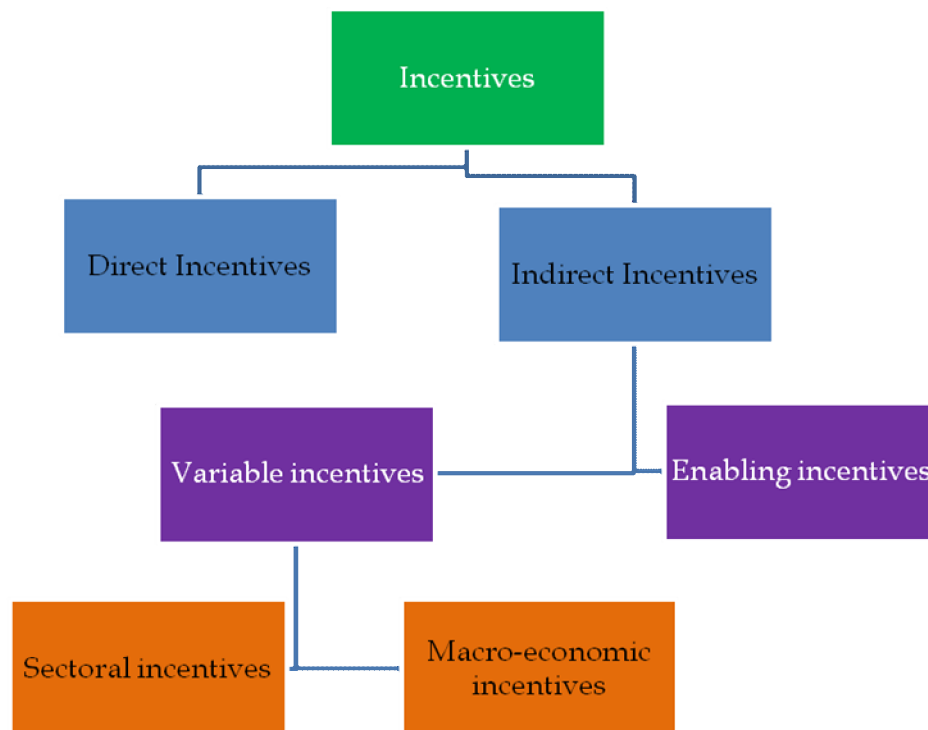 Incentives
Direct Incentives
Indirect Incentives
Variable incentives
Enabling incentives
Sectoral incentives
Macro-economic
incentives